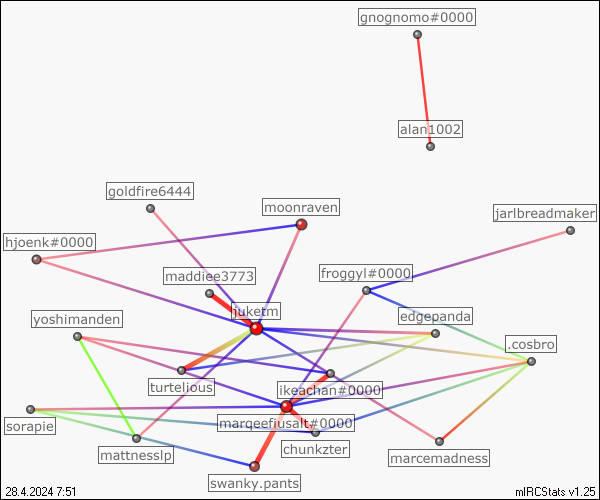 gnognomo#0000
alan1002
goldfire6444
moonraven
jarlbreadmaker
hjoenk#0000
maddiee3773
froggyl#0000
juketm
edgepanda
yoshimanden
.cosbro
turteljous
ikeachan#0000
marqeefiusalt#0000
sorapie
chunkzter
mattnesslp
marcemadness
swanky.pants
28.4.2024 7:51
mIRCStats v1.25